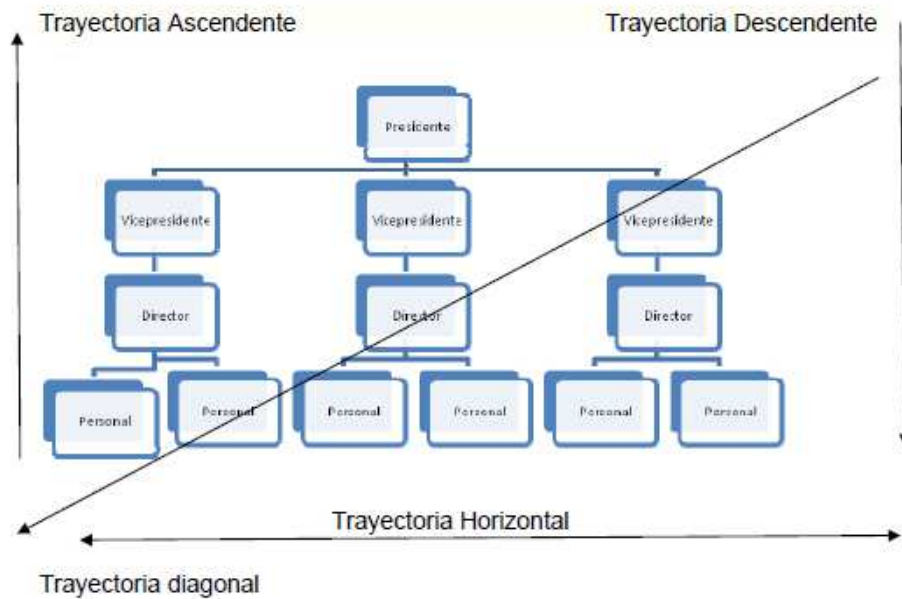 Trayectoria Ascendente
Trayectoria Descendente
Presidente
Vicepresidente
Vicepresidente
Vicepresidente
Director
Director
Director
Personal
Personal
Personal
Personal
Personal
Personal
Trayectoria Horizontal
Trayectoria diagonal